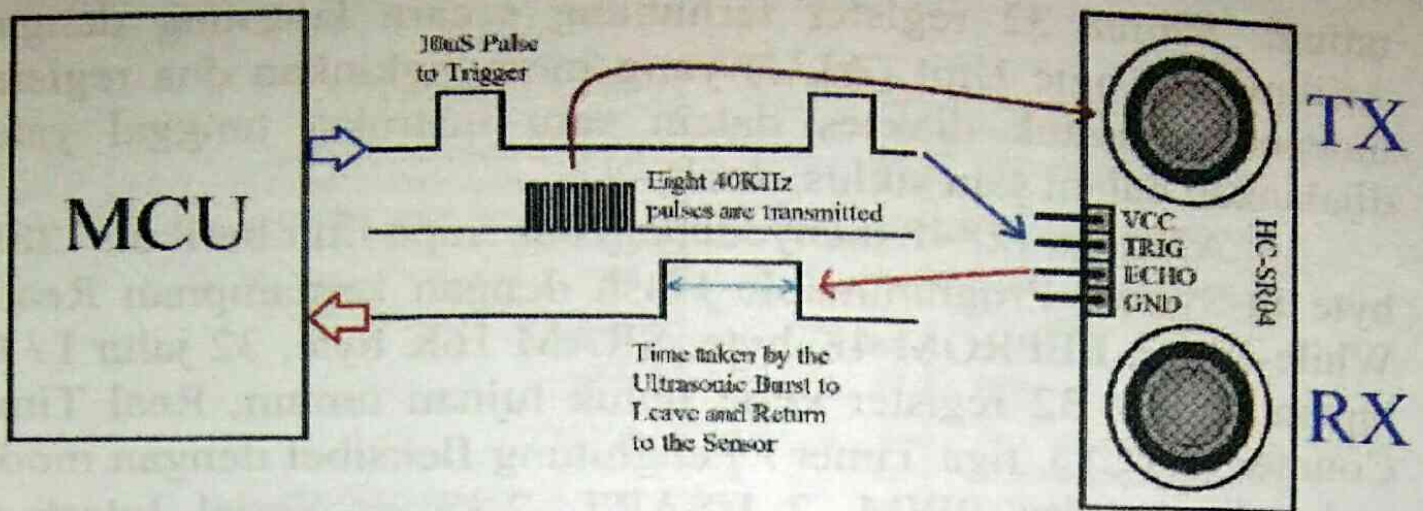 10uS Pulse
to Trigger
TX
MCU
Eight 40KHz
pulses are transmitted
VCC
TRIG
ECHO
GND
HC-SR04
Time taken by the
Ultrasonic Burst to
Leave and Return
to the Sensor
RX